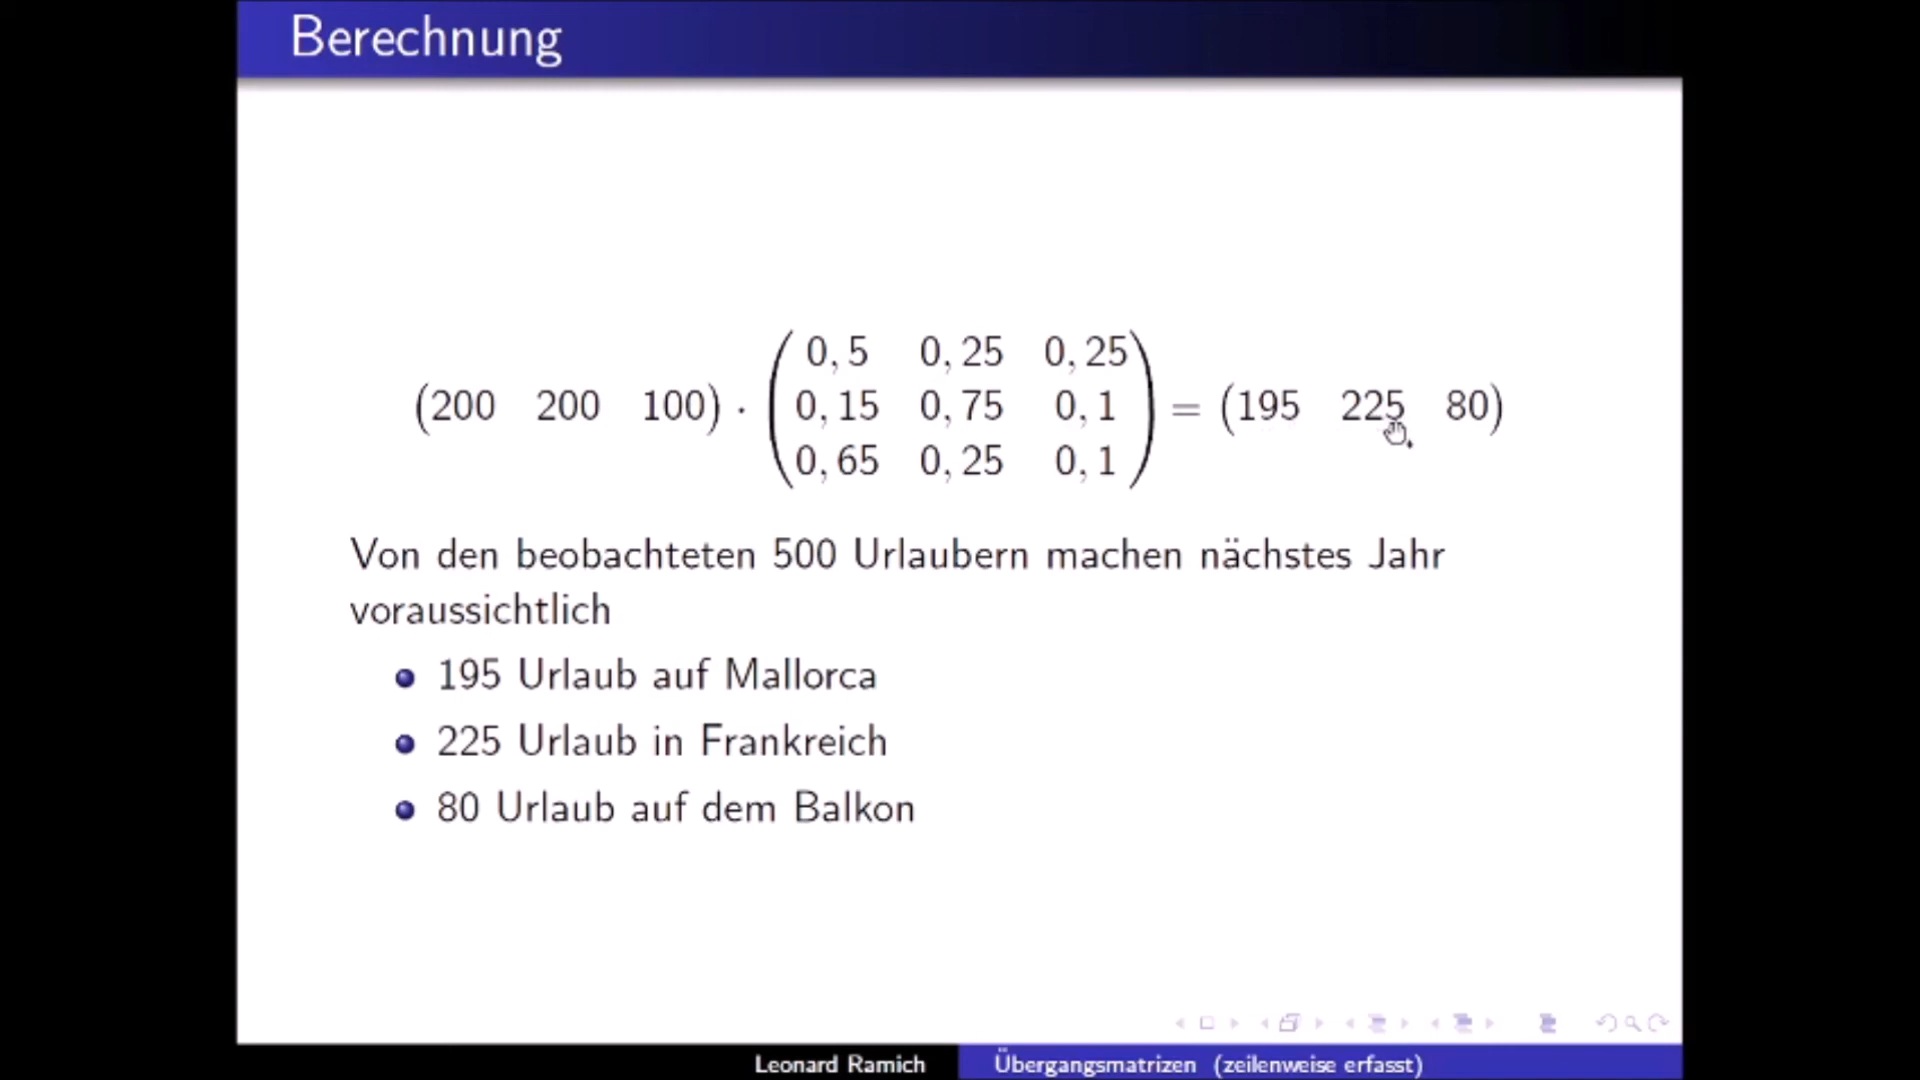 Berechnung
0, 5 0, 25 0, 25
(200 200 100) · 0, 15 0, 75 0, 1 = (195 225 80)
0, 65 0, 25 0, 1
Von den beobachteten 500 Urlaubern machen nächstes Jahr
voraussichtlich
195 Urlaub auf Mallorca
225 Urlaub in Frankreich
80 Urlaub auf dem Balkon
Leonard Ramich Übergangsmatrizen (zeilenweise erfasst)